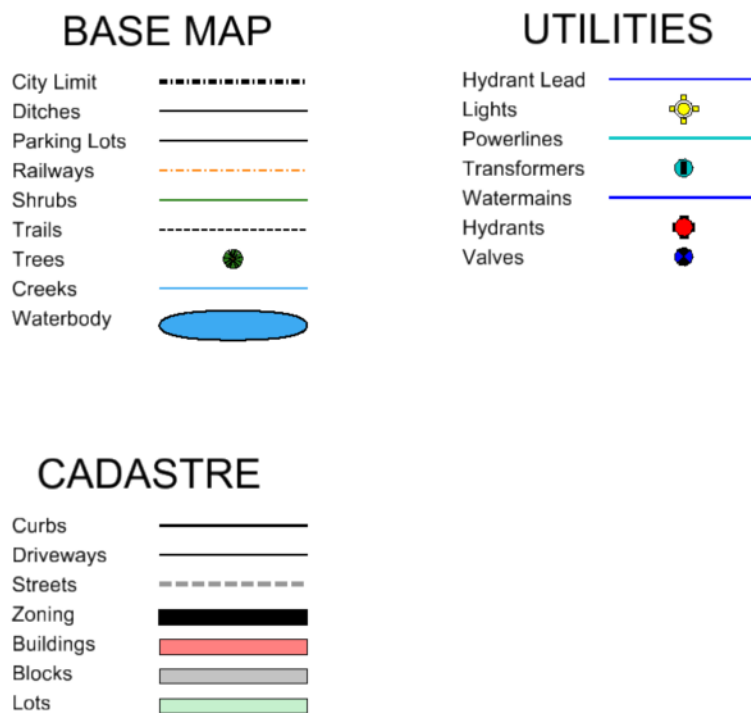 BASE MAP
City Limit
Ditches
Parking Lots
Railways
Shrubs
Trails
Trees
Creeks
Waterbody
UTILITIES
Hydrant Lead
Lights
Powerlines
Transformers
Watermains
Hydrants
Valves
CADASTRE
Curbs
Driveways
Streets
Zoning
Buildings
Blocks
Lots